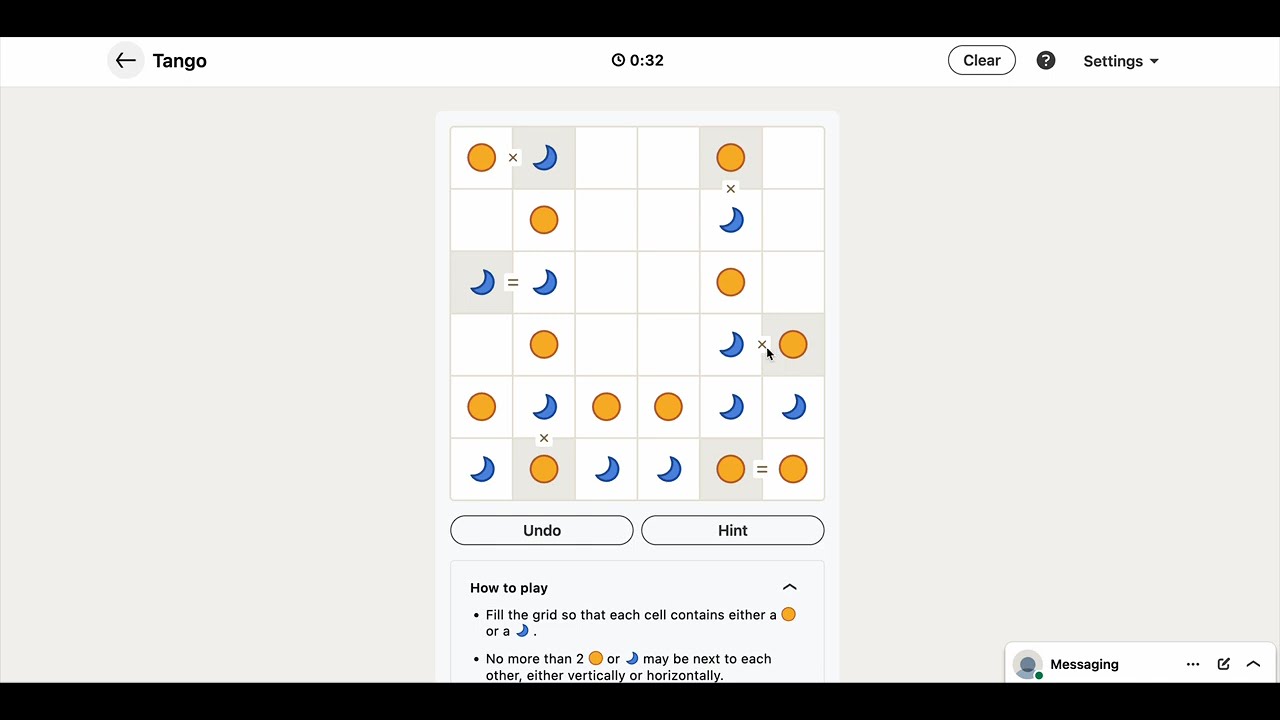 Tango
0:32
Clear
?
Settings
×
×
=
×
×
=
Undo
Hint
How to play
• Fill the grid so that each cell contains either a
or a .
• No more than 2 or may be next to each
other, either vertically or horizontally.
Messaging